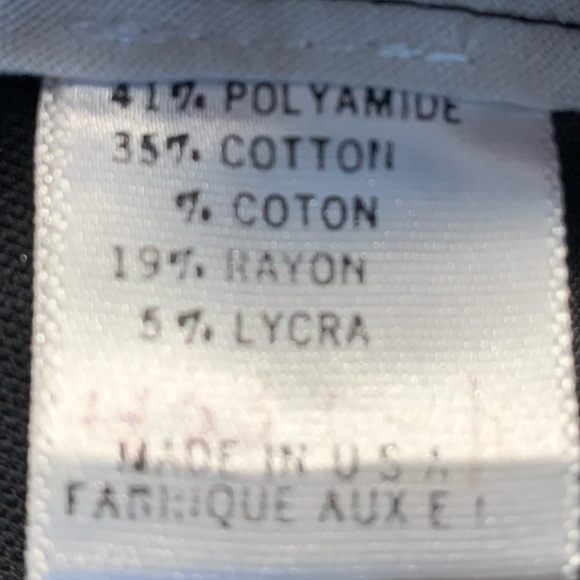 41% POLYAMIDE
35% COTTON
% COTON
19% RAYON
5% LYCRA
MADE IN U S A
FABRIQUE AUX E